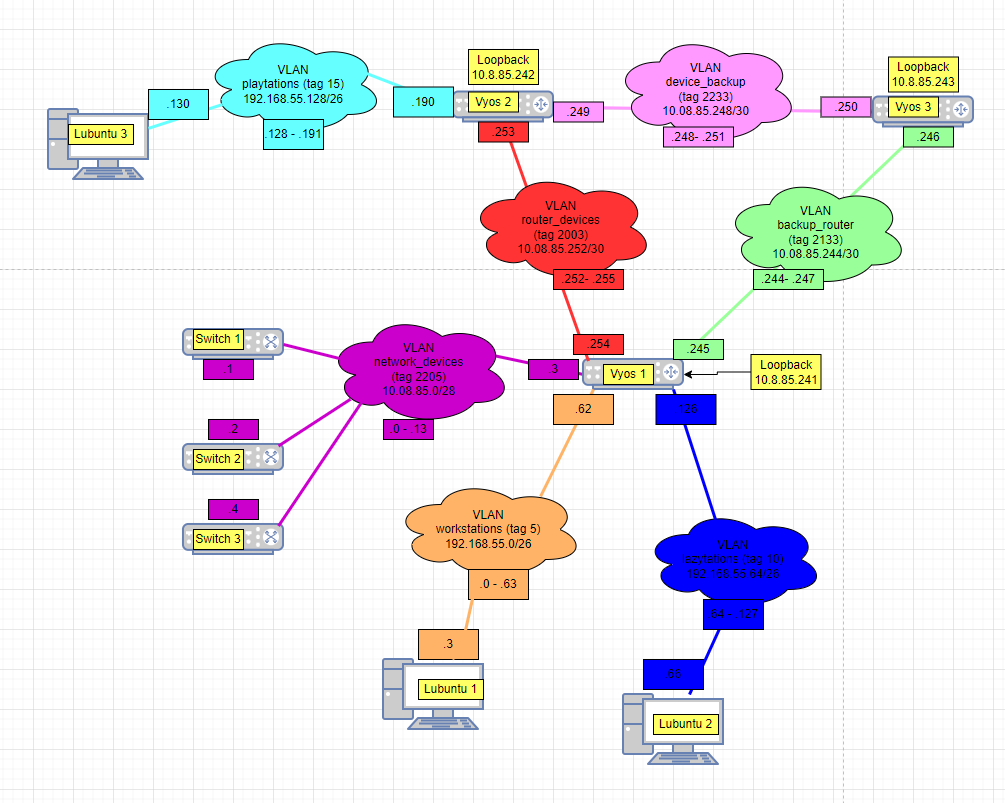 VLAN
playtations (tag 15)
192.168.55.128/26
.128 - .191
.130
Lubuntu 3
.190
Loopback
10.8.85.242
Vyos 2
.249
.253
VLAN
device_backup
(tag 2233)
10.08.85.248/30
.248- .251
.250
Loopback
10.8.85.243
Vyos 3
.246
VLAN
router_devices
(tag 2003)
10.08.85.252/30
.252- .255
VLAN
backup_router
(tag 2133)
10.08.85.244/30
.244- .247
.254
.245
Switch 1
.1
VLAN
network_devices
(tag 2205)
10.08.85.0/28
.0 - .13
.3
Vyos 1
Loopback
10.8.85.241
.62
.126
.2
Switch 2
.4
Switch 3
VLAN
workstations (tag 5)
192.168.55.0/26
.0 - .63
VLAN
lazytations (tag 10)
192.168.55.64/26
.64 - .127
.3
Lubuntu 1
Lubuntu 2